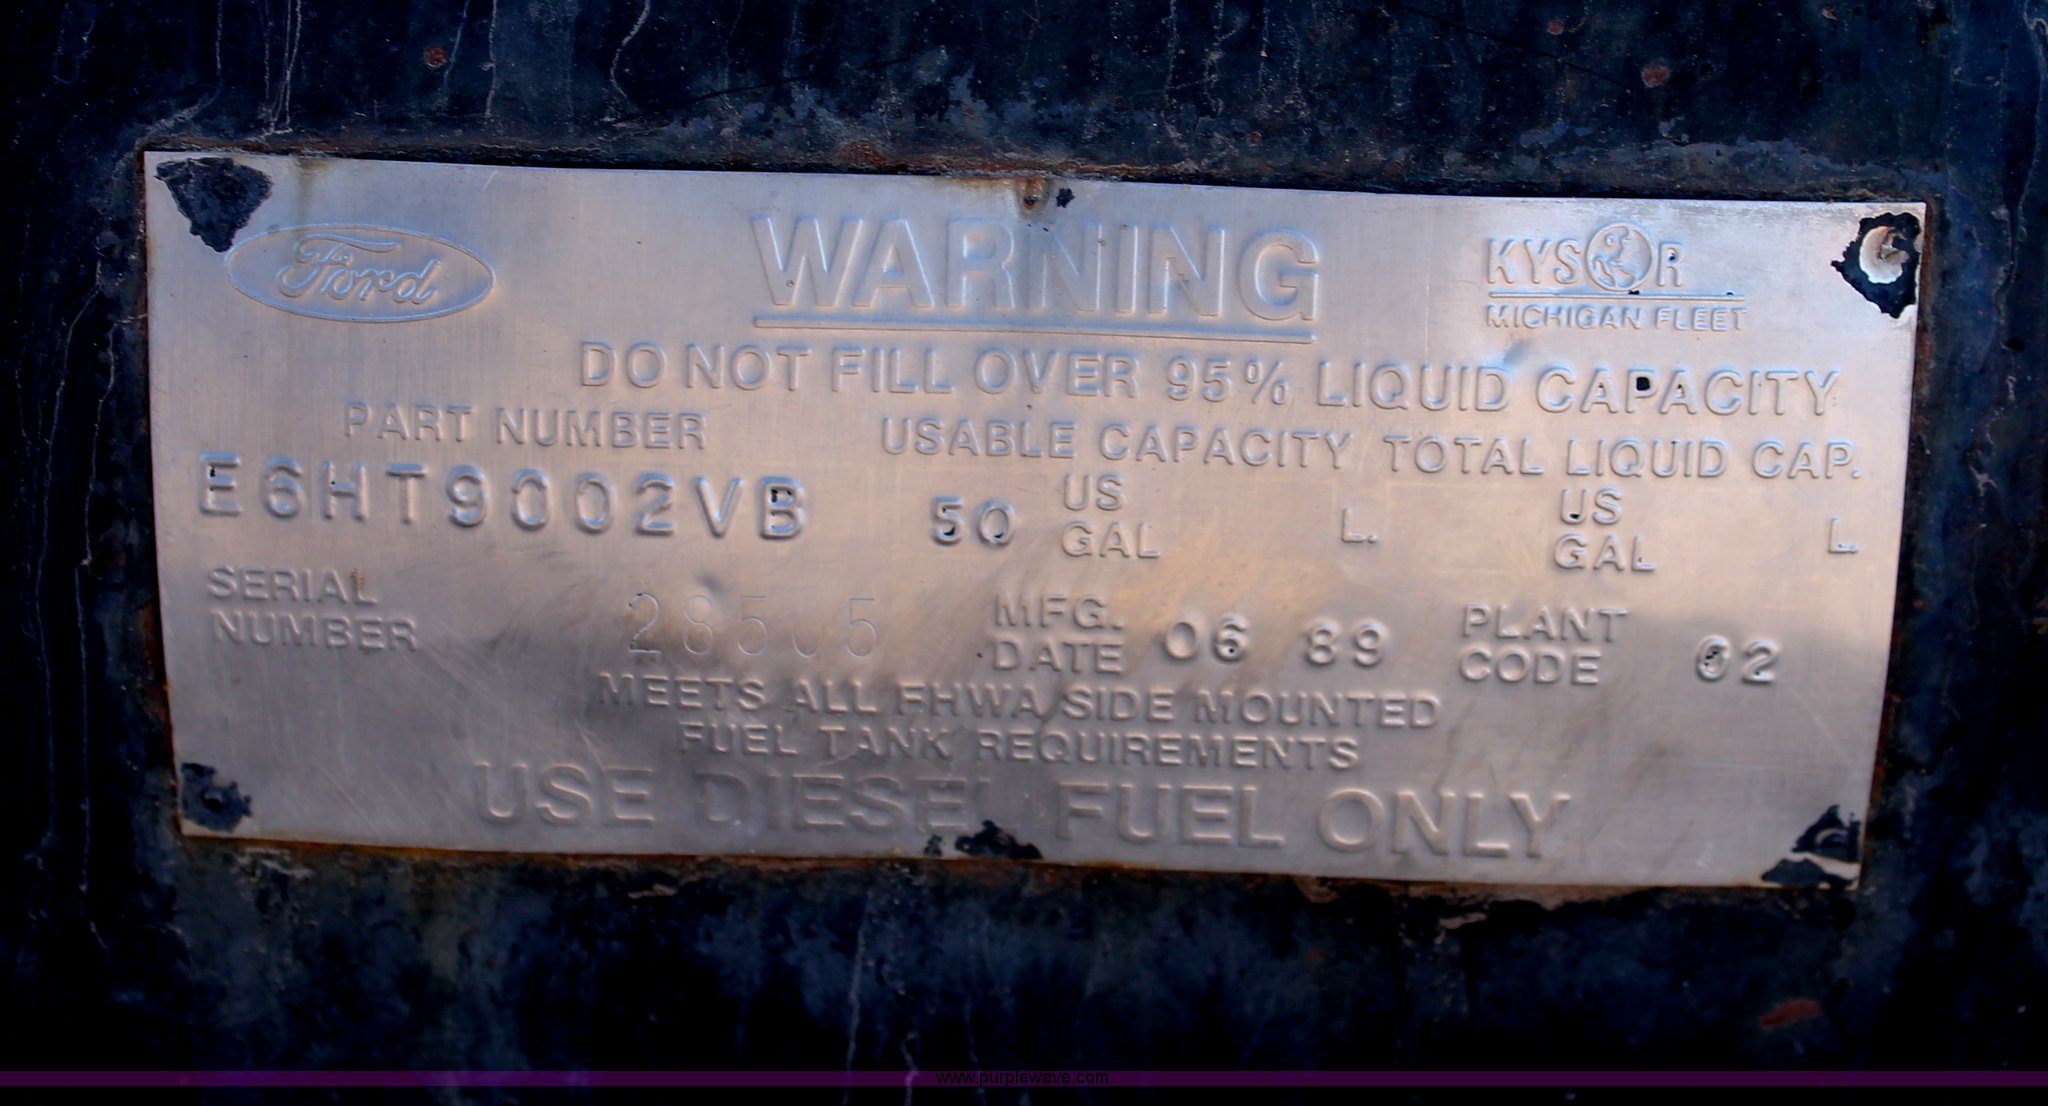 Ford
WARNING
KYSOR
MICHIGAN FLEET
DO NOT FILL OVER 95% LIQUID CAPACITY
PART NUMBER
USABLE CAPACITY TOTAL LIQUID CAP.
E6HT9002VB
50 US GAL L. US GAL L.
SERIAL NUMBER
MFG. DATE 06 89
PLANT CODE 02
MEETS ALL FHWA SIDE MOUNTED
FUEL TANK REQUIREMENTS
USE DIESEL FUEL ONLY
www.purplewave.com